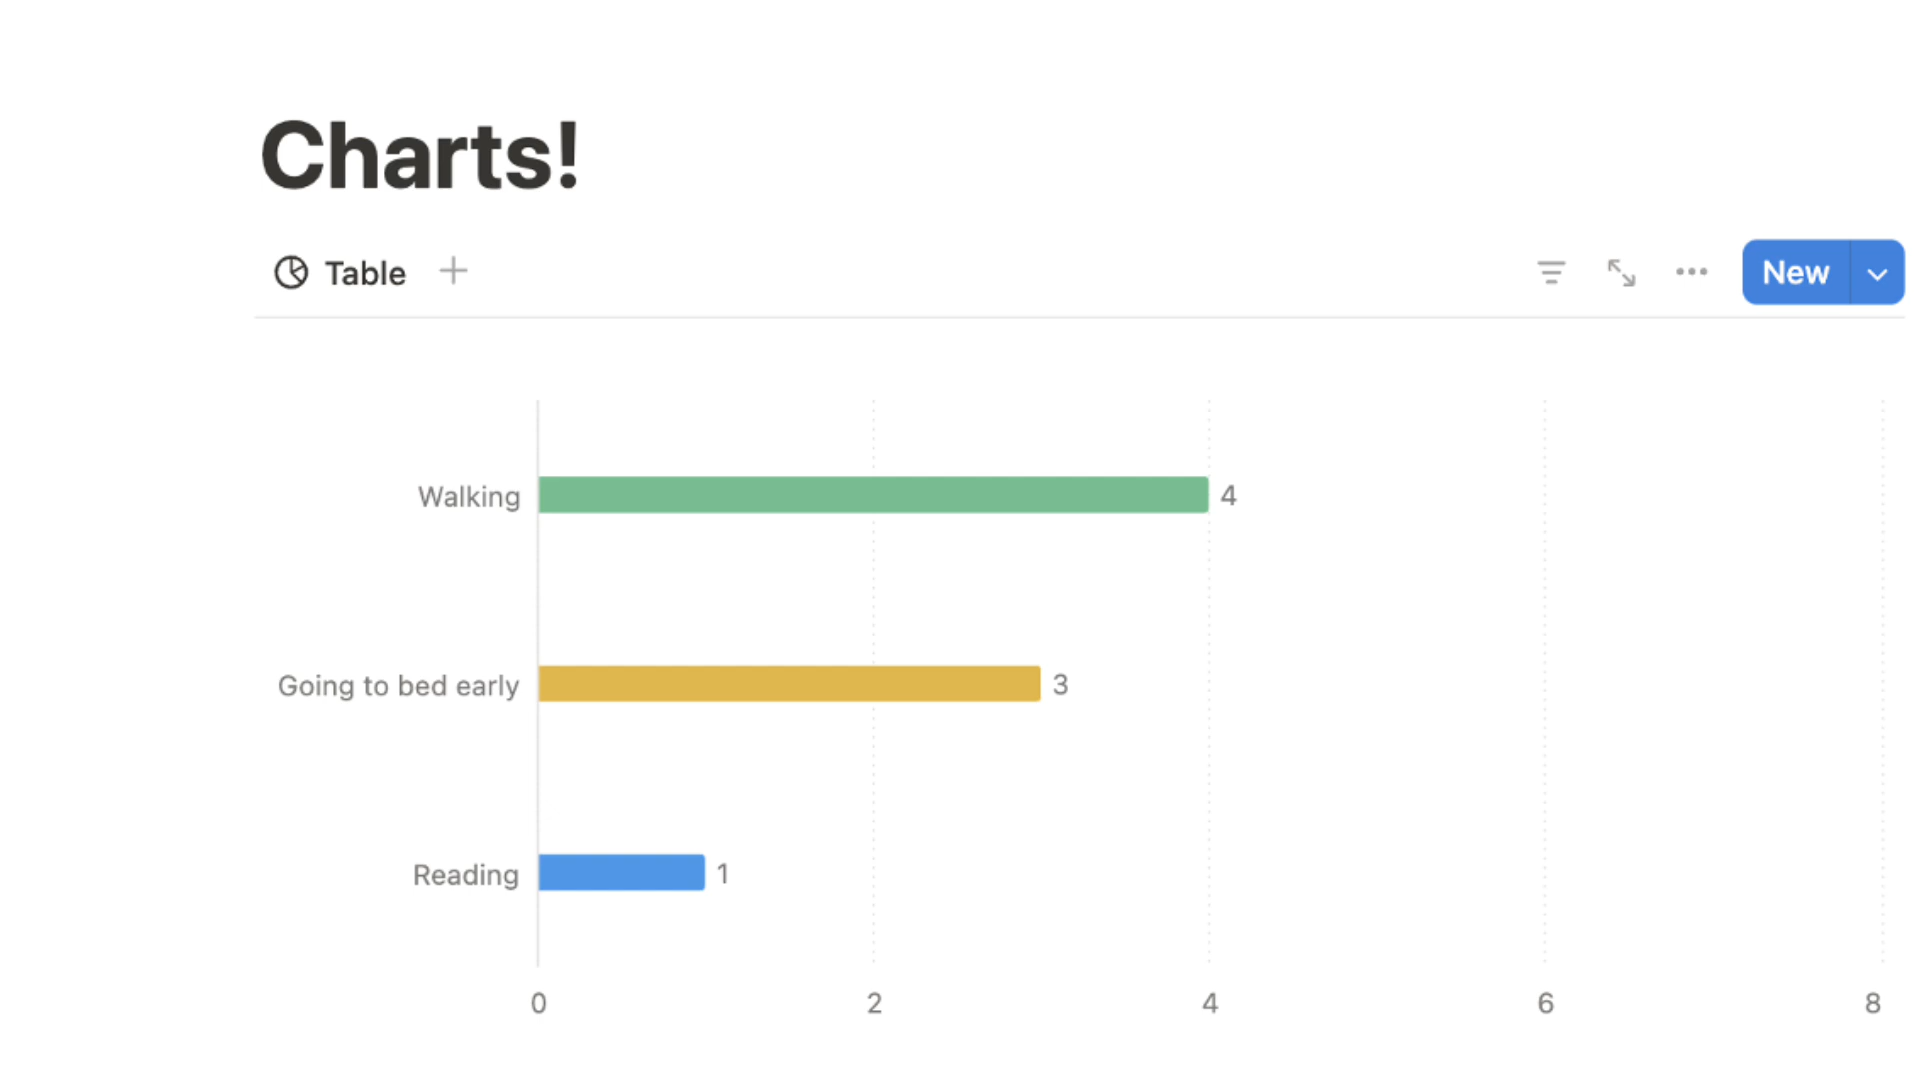 Charts!
Table
New
Walking 4
Going to bed early 3
Reading 1
0 2 4 6 8